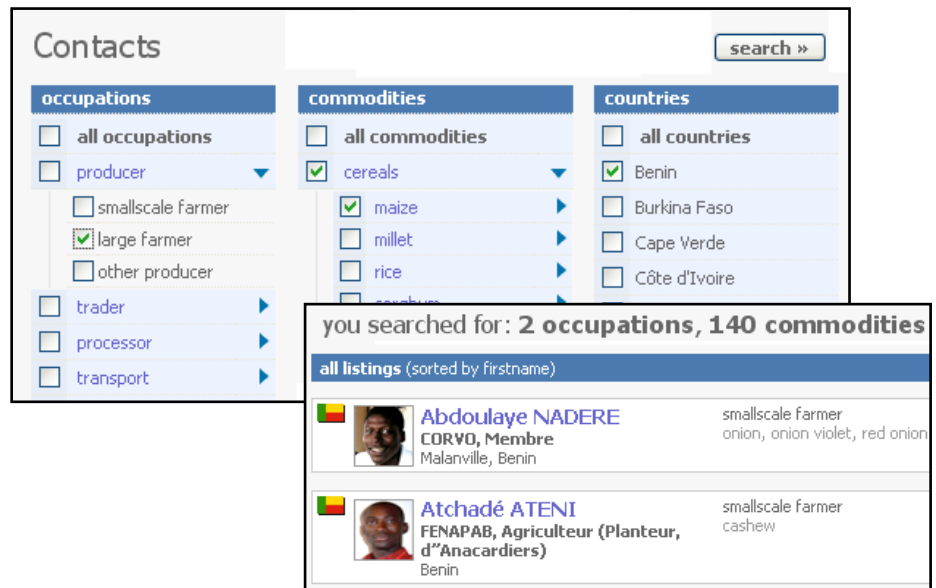 Contacts
search »
occupations
all occupations
producer
smallscale farmer
large farmer
other producer
trader
processor
transport
commodities
all commodities
cereals
maize
millet
rice
countries
all countries
Benin
Burkina Faso
Cape Verde
Côte d'Ivoire
you searched for: 2 occupations, 140 commodities
all listings (sorted by firstname)
Abdoulaye NADERE
CORVO, Membre
Malanville, Benin
smallscale farmer
onion, onion violet, red onion
Atchadé ATENI
FENAPAB, Agriculteur (Planteur,
d"Anacardiers)
Benin
smallscale farmer
cashew